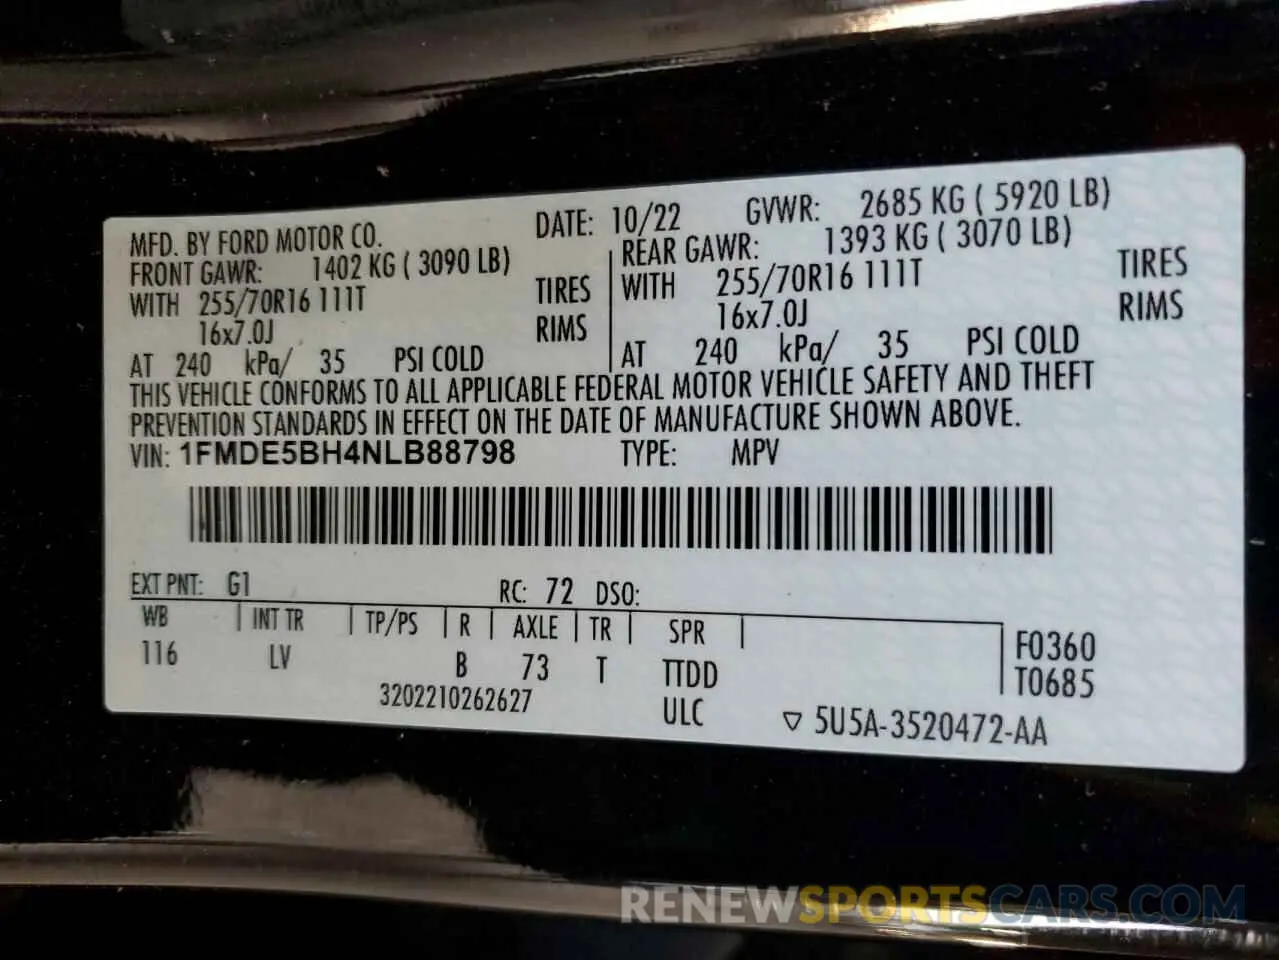 MFD. BY FORD MOTOR CO. DATE: 10/22 GVWR: 2685 KG ( 5920 LB)
FRONT GAWR: 1402 KG ( 3090 LB) REAR GAWR: 1393 KG ( 3070 LB)
WITH 255/70R16 111T TIRES WITH 255/70R16 111T TIRES
16x7.0J RIMS 16x7.0J RIMS
AT 240 kPa/ 35 PSI COLD AT 240 kPa/ 35 PSI COLD
THIS VEHICLE CONFORMS TO ALL APPLICABLE FEDERAL MOTOR VEHICLE SAFETY AND THEFT
PREVENTION STANDARDS IN EFFECT ON THE DATE OF MANUFACTURE SHOWN ABOVE.
VIN: 1FMDE5BH4NLB88798 TYPE: MPV
EXT PNT: G1 RC: 72 DSO:
WB INT TR TP/PS R AXLE TR SPR F0360
116 LV B 73 T TTDD T0685
3202210262627 ULC ▽ 5U5A-3520472-AA
RENEWSPORTSCARS.COM